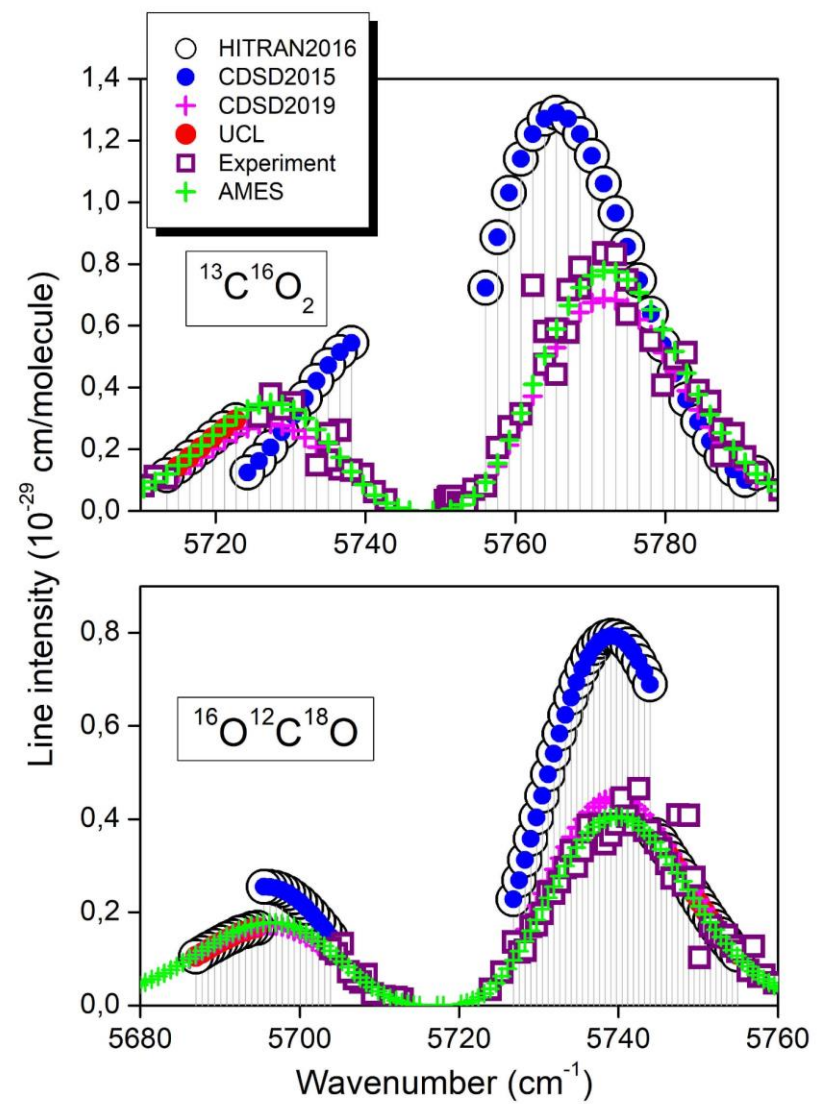 HITRAN2016
CDSD2015
CDSD2019
UCL
Experiment
AMES
1,4
1,2
1,0
0,8
0,6
0,4
0,2
0,0
¹³C¹⁶O₂
5720 5740 5760 5780
Line intensity (10⁻²⁹ cm/molecule)
0,8
0,6
0,4
0,2
0,0
¹⁶O¹²C¹⁸O
5680 5700 5720 5740 5760
Wavenumber (cm⁻¹)